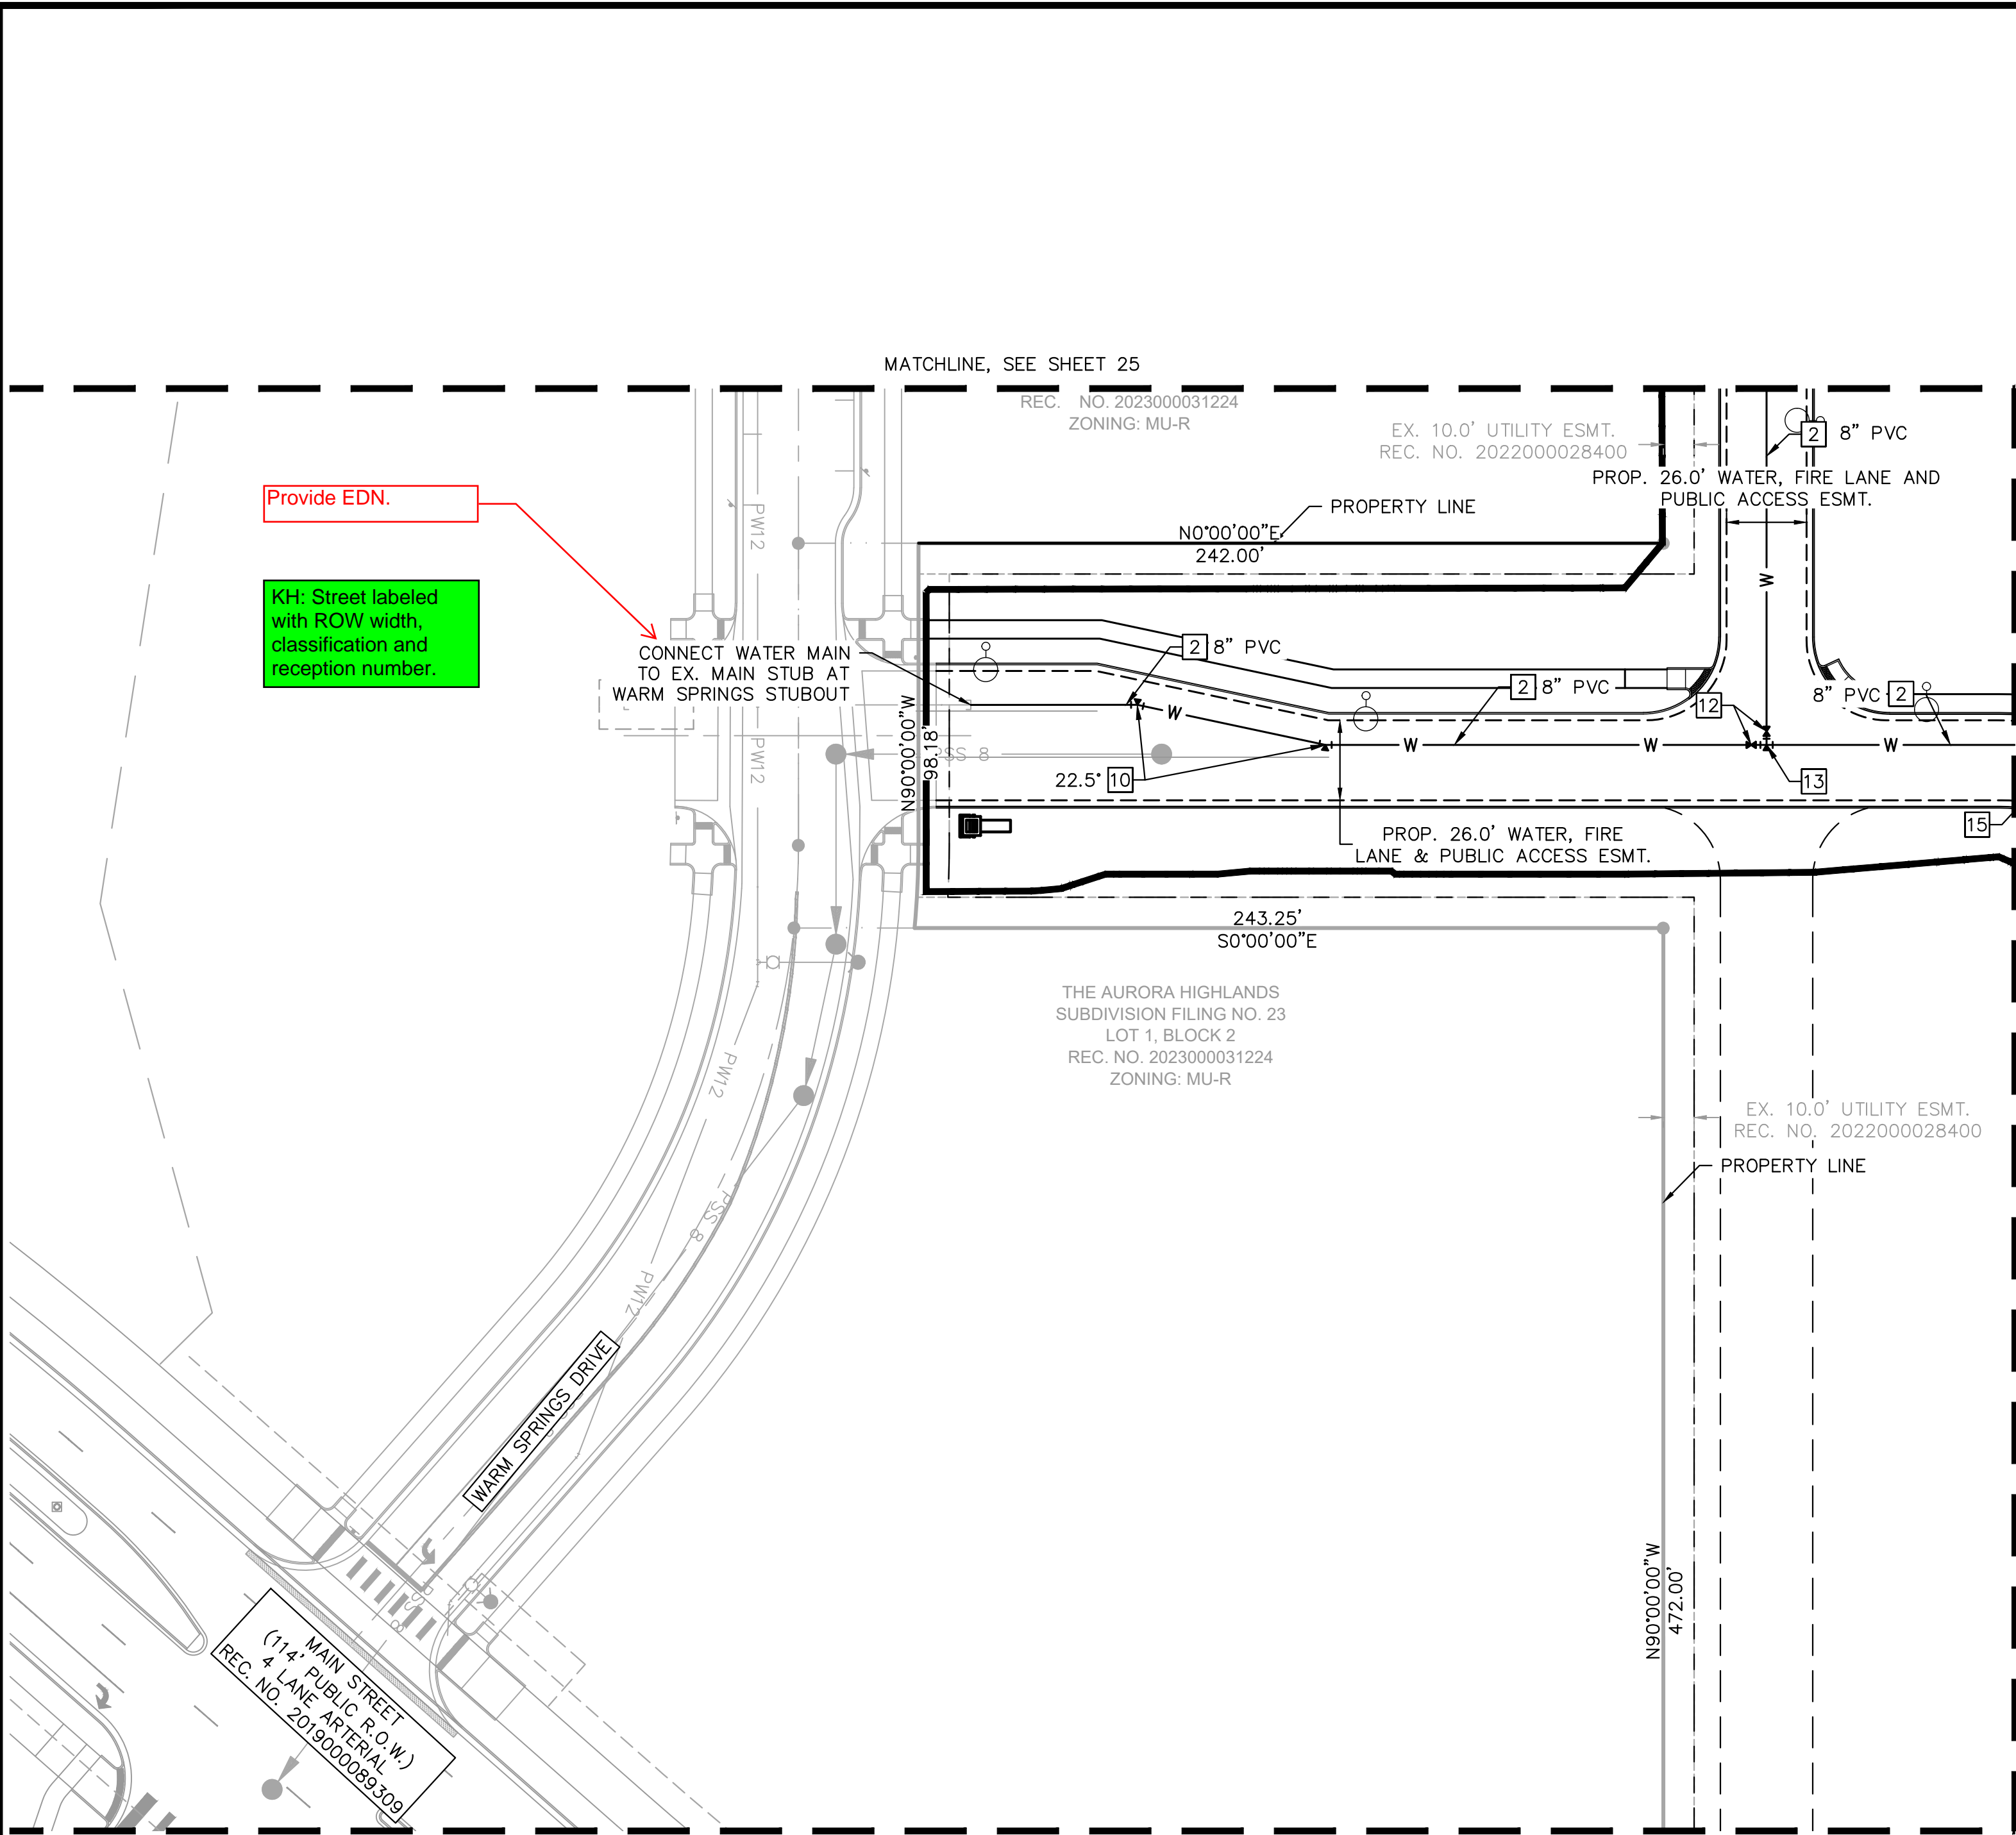 MATCHLINE, SEE SHEET 25
REC. NO. 2023000031224
ZONING: MU-R
EX. 10.0' UTILITY ESMT.
REC. NO. 2022000028400
2 8" PVC
PROP. 26.0' WATER, FIRE LANE AND
PUBLIC ACCESS ESMT.
Provide EDN.
PROPERTY LINE
N0°00'00"E
242.00'
PW12
KH: Street labeled
with ROW width,
classification and
reception number.
CONNECT WATER MAIN
TO EX. MAIN STUB AT
WARM SPRINGS STUBOUT
2 8" PVC
2 8" PVC
8" PVC 2
W
12
W
W
W
W
PW12
N90°00'00"W
98.18'
PSS 8
22.5° 10
13
15
PROP. 26.0' WATER, FIRE
LANE & PUBLIC ACCESS ESMT.
243.25'
S0°00'00"E
THE AURORA HIGHLANDS
SUBDIVISION FILING NO. 23
LOT 1, BLOCK 2
REC. NO. 2023000031224
ZONING: MU-R
PW12
EX. 10.0' UTILITY ESMT.
REC. NO. 2022000028400
PROPERTY LINE
PSS 8
PW12
WARM SPRINGS DRIVE
N90°00'00"W
472.00'
MAIN STREET
(114' PUBLIC R.O.W.)
4 LANE ARTERIAL
REC. NO. 2019000089309